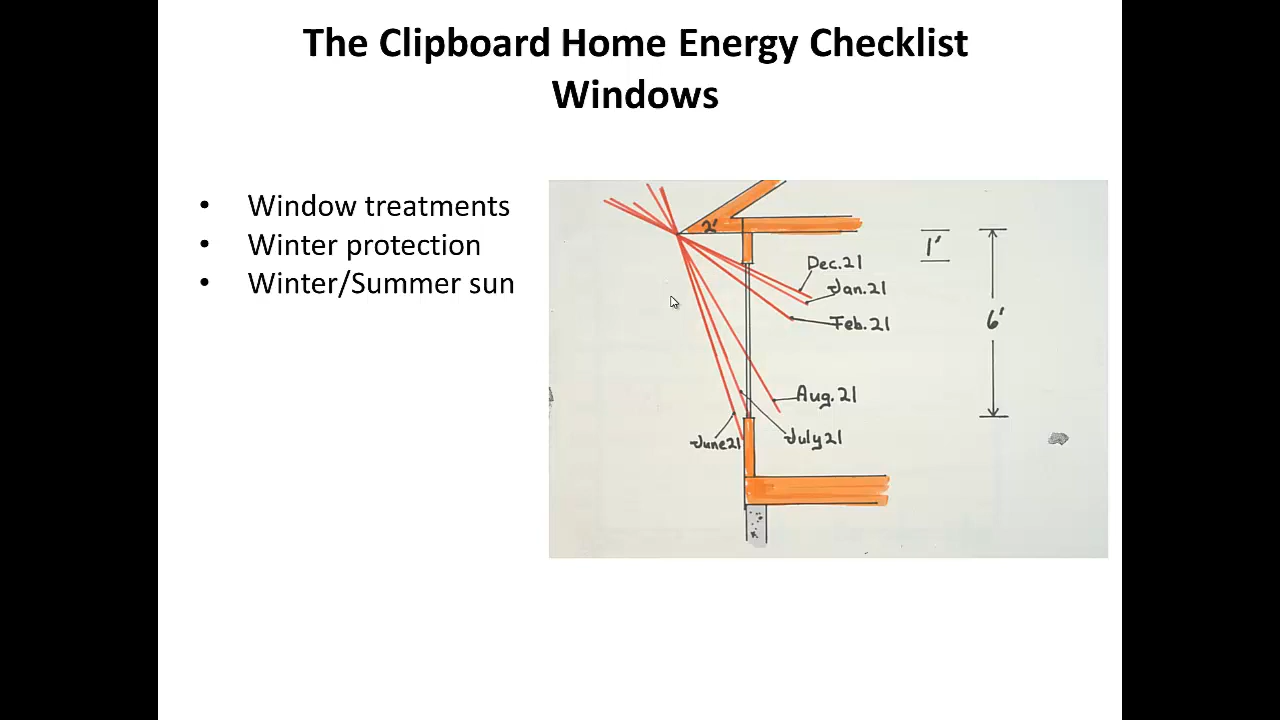 The Clipboard Home Energy Checklist
Windows
• Window treatments
• Winter protection
• Winter/Summer sun
2'
1'
Dec.21
Jan.21
Feb.21
6'
Aug.21
June21
July21